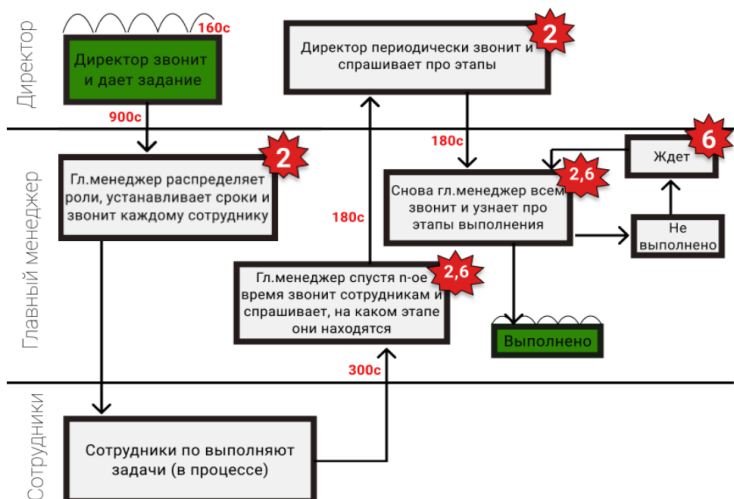 Директор
160с
Директор звонит
и дает задание
Директор периодически звонит и
спрашивает про этапы
2
900с
180с
Главный менеджер
Гл.менеджер распределяет
роли, устанавливает сроки и
звонит каждому сотруднику
2
180с
Снова гл.менеджер всем
звонит и узнает про
этапы выполнения
2,6
Ждет
6
Не
выполнено
Гл.менеджер спустя n-ое
время звонит сотрудникам и
спрашивает, на каком этапе
они находятся
2,6
Выполнено
300с
Сотрудники
Сотрудники по выполняют
задачи (в процессе)